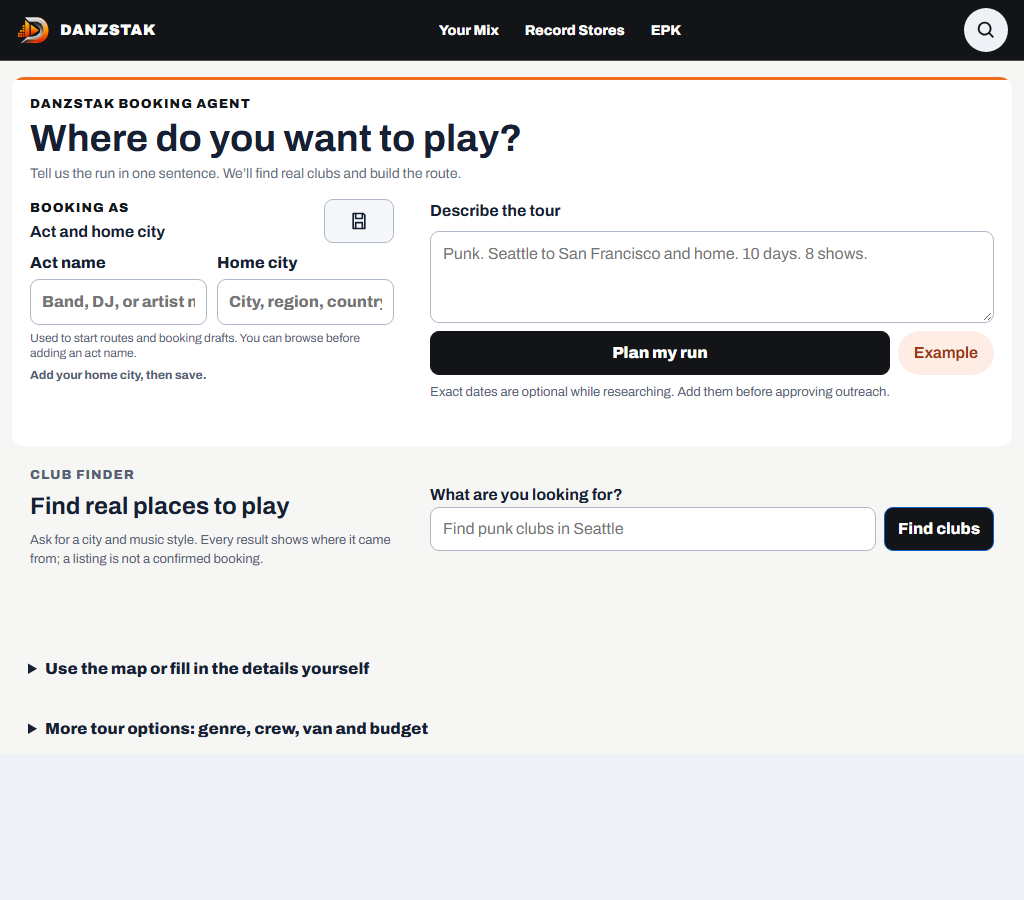 DANZSTAK
Your Mix
Record Stores
EPK
DANZSTAK BOOKING AGENT
Where do you want to play?
Tell us the run in one sentence. We’ll find real clubs and build the route.
BOOKING AS
Act and home city
Act name
Home city
Band, DJ, or artist n
City, region, country
Used to start routes and booking drafts. You can browse before
adding an act name.
Add your home city, then save.
Describe the tour
Punk. Seattle to San Francisco and home. 10 days. 8 shows.
Plan my run
Example
Exact dates are optional while researching. Add them before approving outreach.
CLUB FINDER
Find real places to play
Ask for a city and music style. Every result shows where it came
from; a listing is not a confirmed booking.
What are you looking for?
Find punk clubs in Seattle
Find clubs
Use the map or fill in the details yourself
More tour options: genre, crew, van and budget